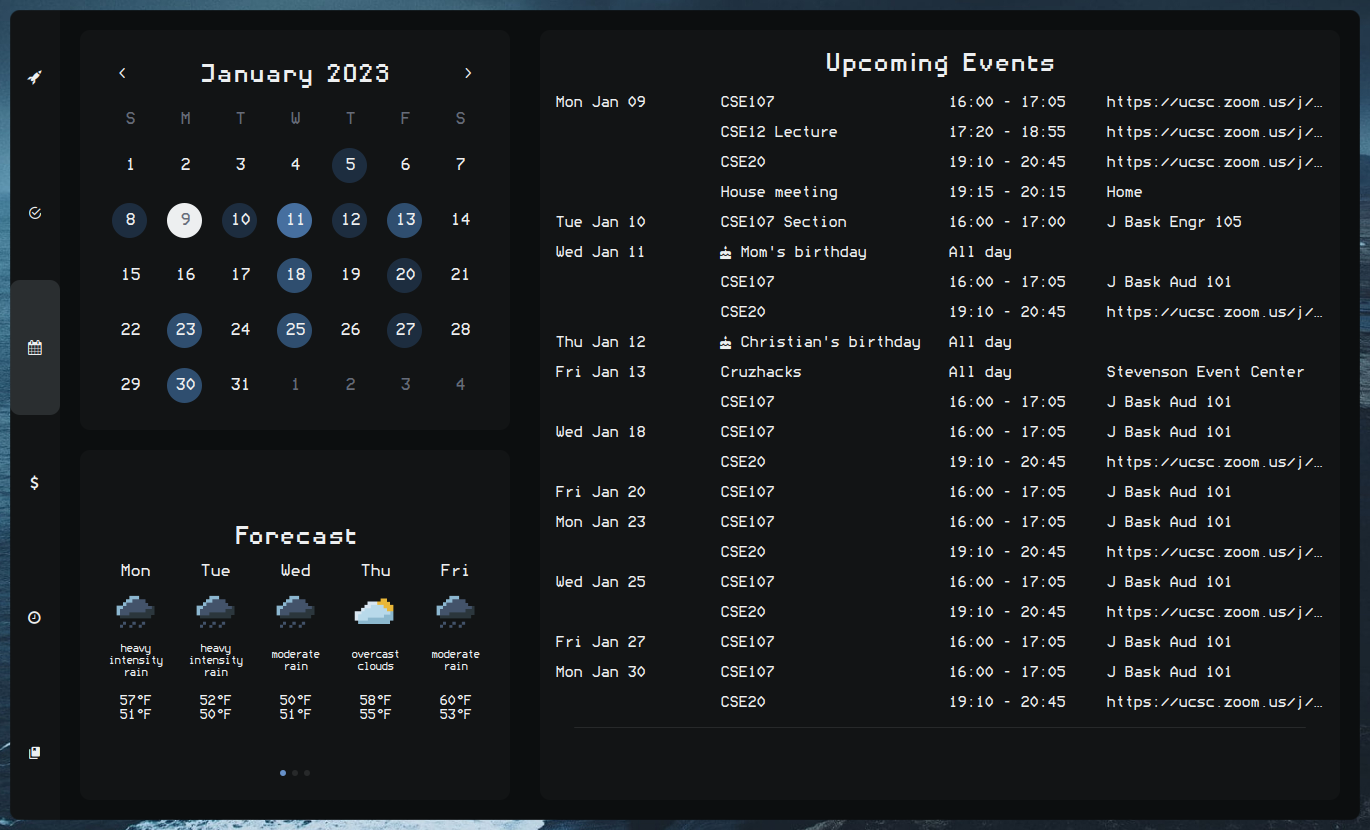 January 2023
S M T W T F S
1 2 3 4 5 6 7
8 9 10 11 12 13 14
15 16 17 18 19 20 21
22 23 24 25 26 27 28
29 30 31 1 2 3 4
Forecast
Mon Tue Wed Thu Fri
heavy intensity rain
heavy intensity rain
moderate rain
overcast clouds
moderate rain
57°F 52°F 50°F 58°F 60°F
51°F 50°F 51°F 55°F 53°F
$
Upcoming Events
Mon Jan 09 CSE107 16:00 - 17:05 https://ucsc.zoom.us/j/…
CSE12 Lecture 17:20 - 18:55 https://ucsc.zoom.us/j/…
CSE20 19:10 - 20:45 https://ucsc.zoom.us/j/…
House meeting 19:15 - 20:15 Home
Tue Jan 10 CSE107 Section 16:00 - 17:00 J Bask Engr 105
Wed Jan 11 Mom's birthday All day
CSE107 16:00 - 17:05 J Bask Aud 101
CSE20 19:10 - 20:45 https://ucsc.zoom.us/j/…
Thu Jan 12 Christian's birthday All day
Fri Jan 13 Cruzhacks All day Stevenson Event Center
CSE107 16:00 - 17:05 J Bask Aud 101
Wed Jan 18 CSE107 16:00 - 17:05 J Bask Aud 101
CSE20 19:10 - 20:45 https://ucsc.zoom.us/j/…
Fri Jan 20 CSE107 16:00 - 17:05 J Bask Aud 101
Mon Jan 23 CSE107 16:00 - 17:05 J Bask Aud 101
CSE20 19:10 - 20:45 https://ucsc.zoom.us/j/…
Wed Jan 25 CSE107 16:00 - 17:05 J Bask Aud 101
CSE20 19:10 - 20:45 https://ucsc.zoom.us/j/…
Fri Jan 27 CSE107 16:00 - 17:05 J Bask Aud 101
Mon Jan 30 CSE107 16:00 - 17:05 J Bask Aud 101
CSE20 19:10 - 20:45 https://ucsc.zoom.us/j/…